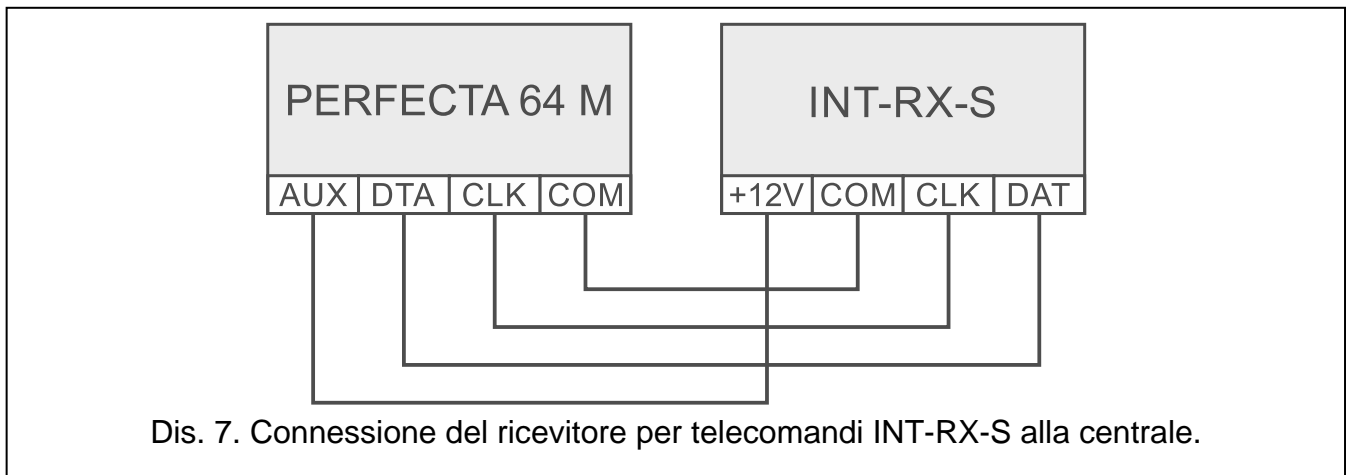 PERFECTA 64 M
INT-RX-S
AUX DTA CLK COM
+12V COM CLK DAT
Dis. 7. Connessione del ricevitore per telecomandi INT-RX-S alla centrale.